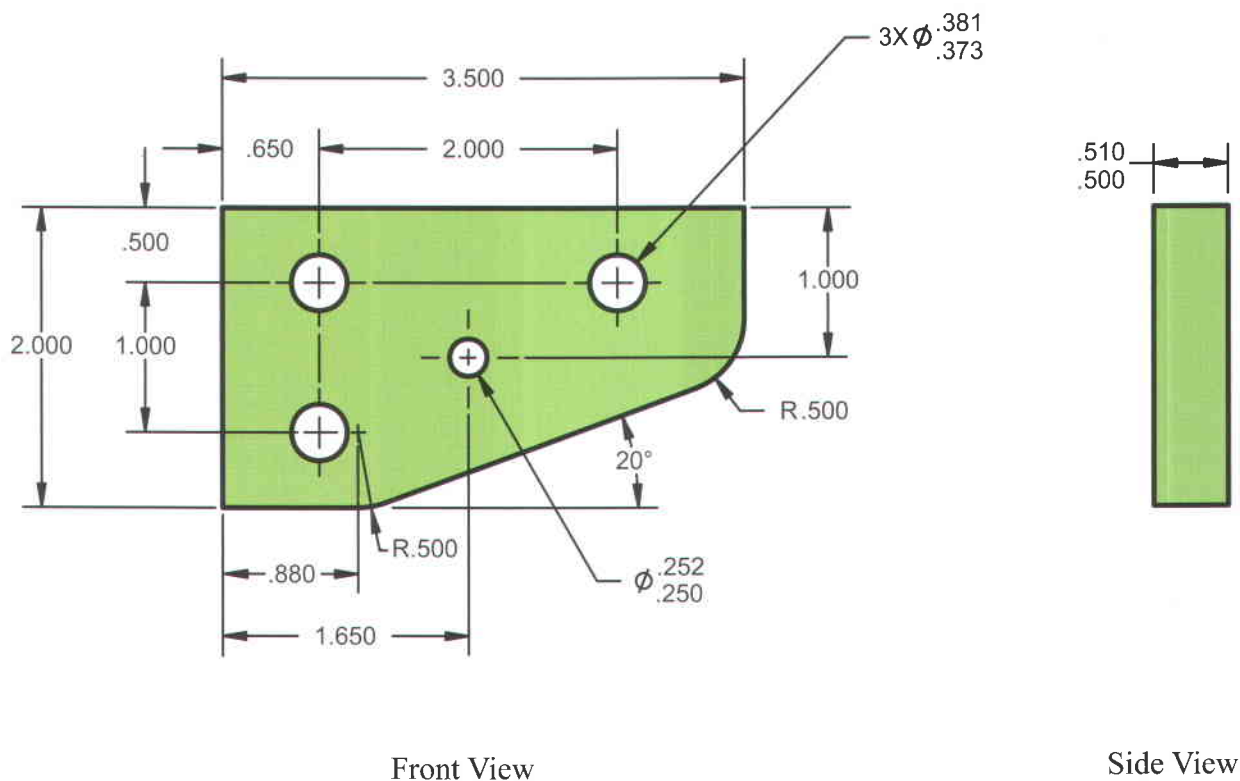 3X Ø .381
.373
3.500
.650
2.000
.510
.500
.500
1.000
2.000
1.000
R.500
20°
R.500
.880
Ø .252
.250
1.650
Front View
Side View